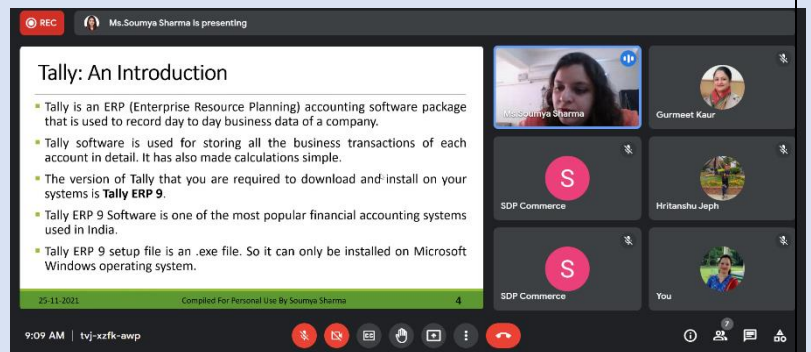 REC
Ms.Soumya Sharma is presenting
Tally: An Introduction
Tally is an ERP (Enterprise Resource Planning) accounting software package
that is used to record day to day business data of a company.
Tally software is used for storing all the business transactions of each
account in detail. It has also made calculations simple.
The version of Tally that you are required to download and install on your
systems is Tally ERP 9.
Tally ERP 9 Software is one of the most popular financial accounting systems
used in India.
Tally ERP 9 setup file is an .exe file. So it can only be installed on Microsoft
Windows operating system.
25-11-2021 Compiled For Personal Use By Soumya Sharma 4
Ms.Soumya Sharma
Gurmeet Kaur
S
SDP Commerce
Hritanshu Jeph
S
SDP Commerce
You
9:09 AM | tvj-xzfk-awp
CC
7